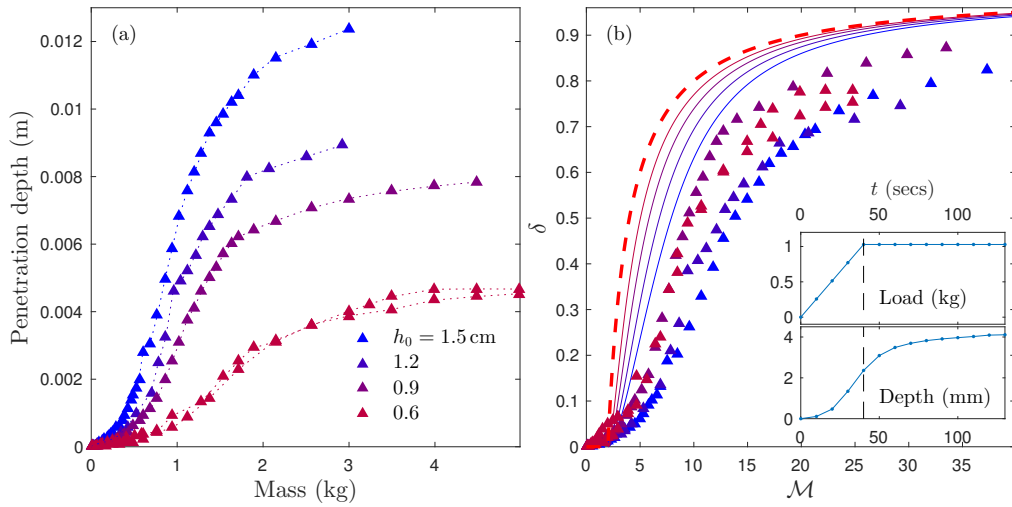 (a)
0.012
0.01
0.008
0.006
0.004
0.002
0
Penetration depth (m)
h₀ = 1.5 cm
1.2
0.9
0.6
0 1 2 3 4
Mass (kg)
(b)
0.9
0.8
0.7
0.6
0.5
0.4
0.3
0.2
0.1
0
δ
t (secs)
0 50 100
1
0.5
0
Load (kg)
4
2
0
Depth (mm)
0 50 100
0 5 10 15 20 25 30 35
ℳ